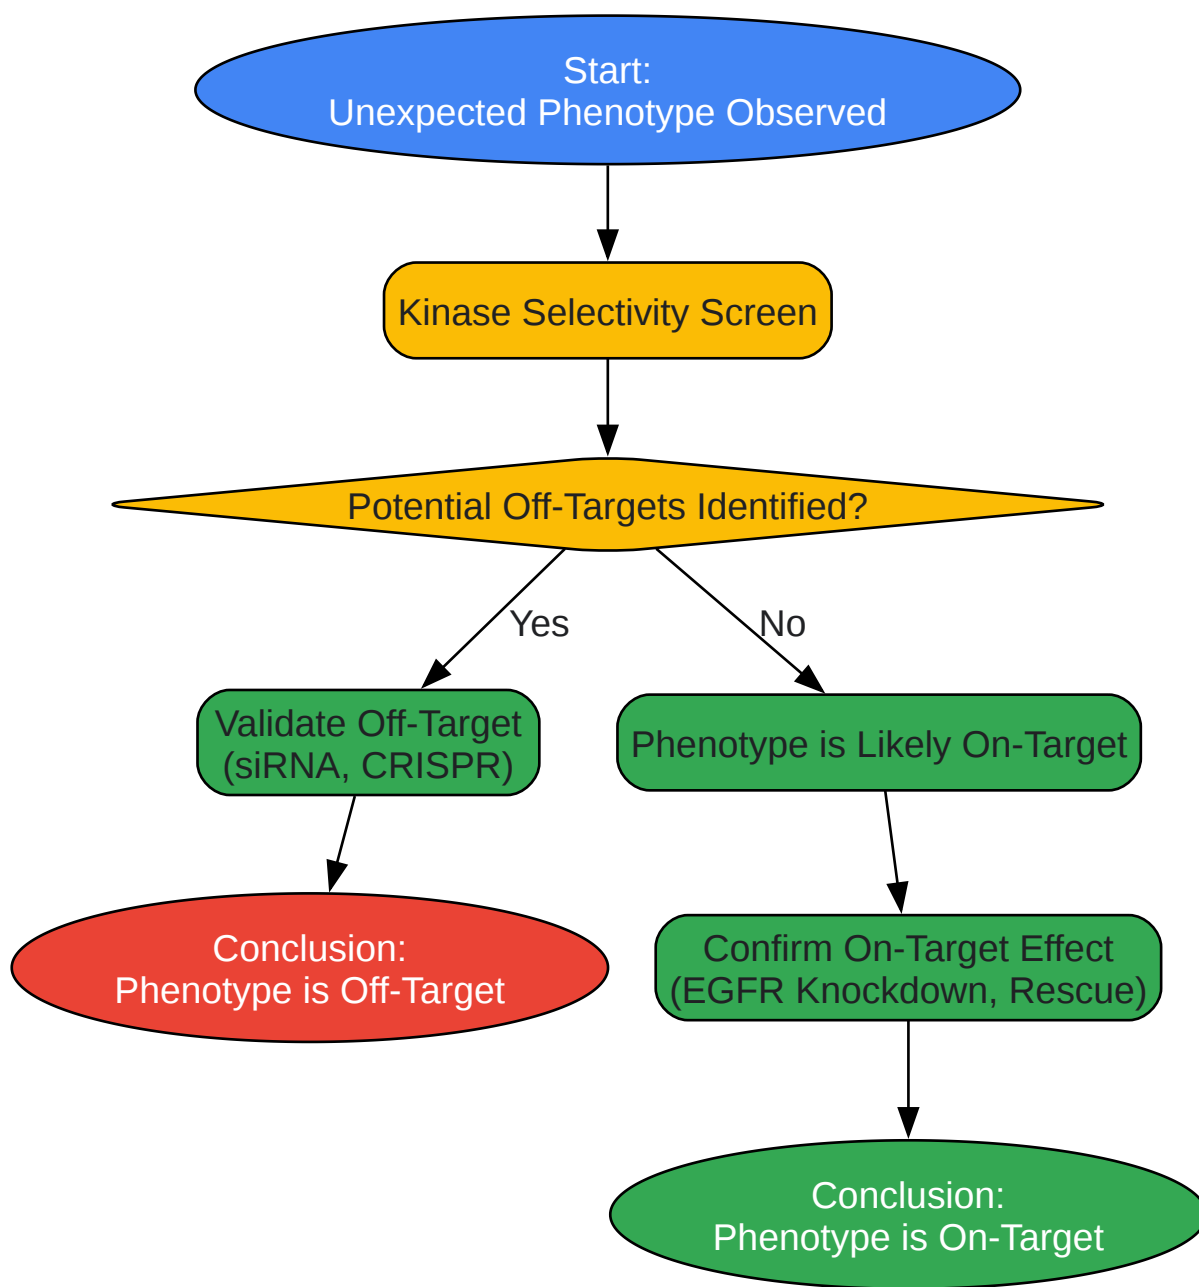 Start:
Unexpected Phenotype Observed
Kinase Selectivity Screen
Potential Off-Targets Identified?
Yes
No
Validate Off-Target
(siRNA, CRISPR)
Phenotype is Likely On-Target
Conclusion:
Phenotype is Off-Target
Confirm On-Target Effect
(EGFR Knockdown, Rescue)
Conclusion:
Phenotype is On-Target